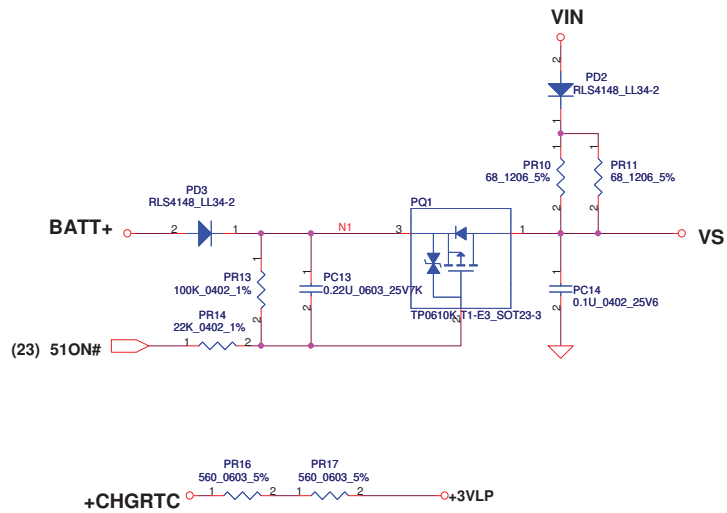 VIN
2
PD2
RLS4148_LL34-2
1
1
1
PR10
68_1206_5%
PR11
68_1206_5%
2
2
PD3
RLS4148_LL34-2
PQ1
BATT+
2
1
N1
3
1
VS
1
PR13
100K_0402_1%
2
1
PC13
0.22U_0603_25V7K
2
1
PC14
0.1U_0402_25V6
2
TP0610K-T1-E3_SOT23-3
2
PR14
22K_0402_1%
(23) 51ON#
1
2
PR16
560_0603_5%
PR17
560_0603_5%
+CHGRTC
1
2
1
2
+3VLP